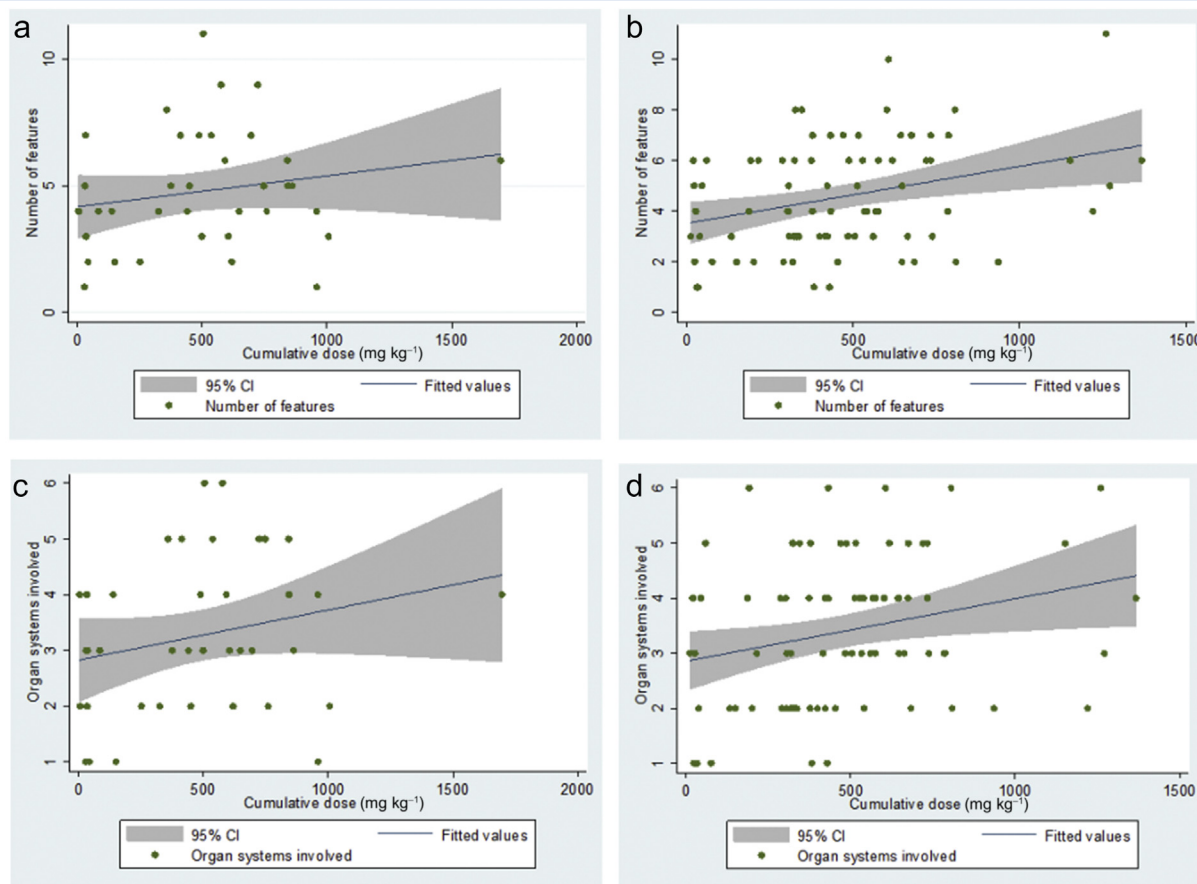 a
Number of features
10
5
0
0 500 1000 1500 2000
Cumulative dose (mg kg⁻¹)
95% CI Fitted values
Number of features
b
Number of features
10
8
6
4
2
0
0 500 1000 1500
Cumulative dose (mg kg⁻¹)
95% CI Fitted values
Number of features
c
Organ systems involved
6
5
4
3
2
1
0 500 1000 1500 2000
Cumulative dose (mg kg⁻¹)
95% CI Fitted values
Organ systems involved
d
Organ systems involved
6
5
4
3
2
1
0 500 1000 1500
Cumulative dose (mg kg⁻¹)
95% CI Fitted values
Organ systems involved